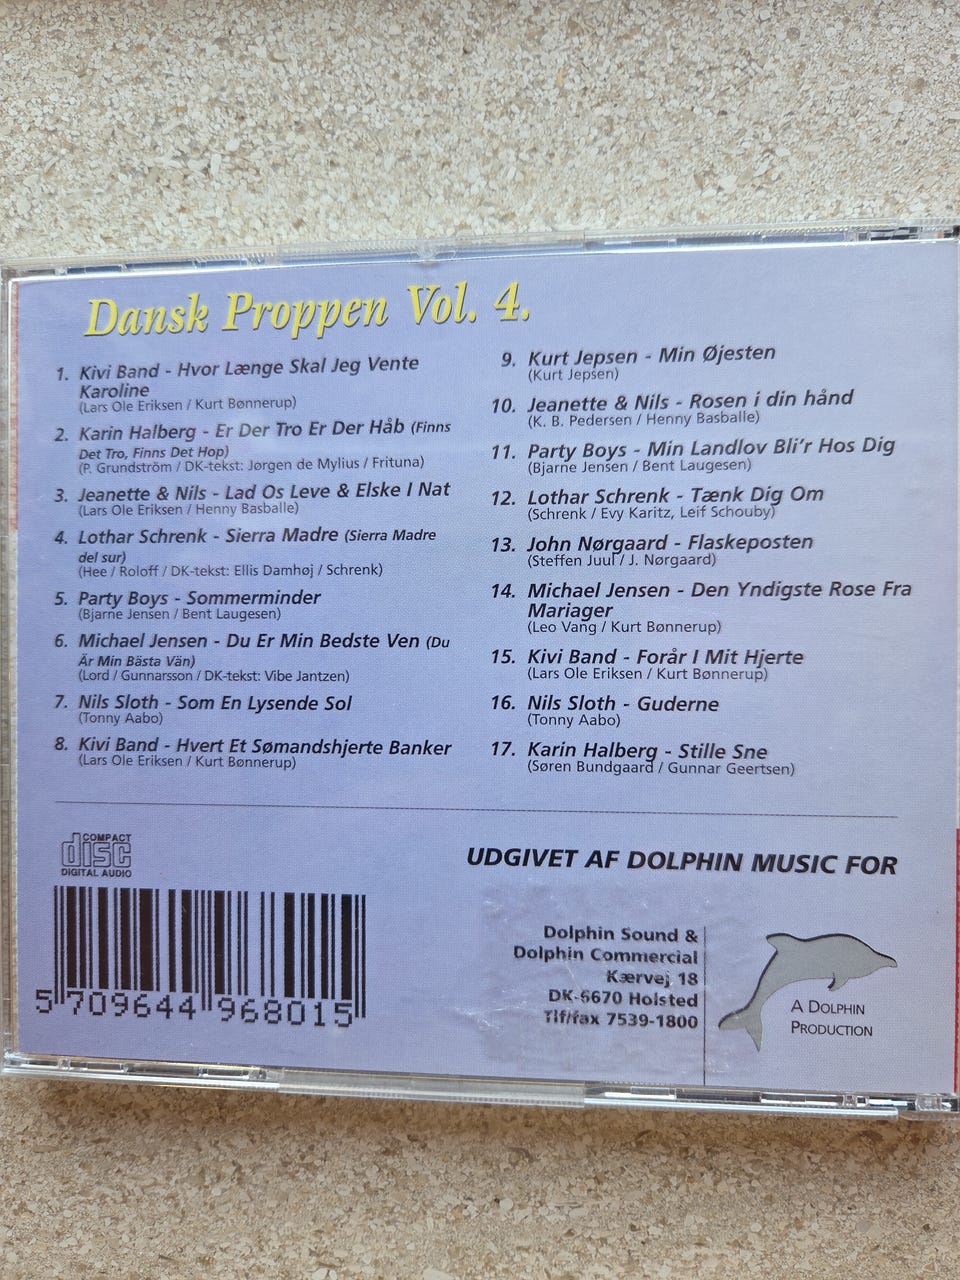 Dansk Proppen Vol. 4.
1. Kivi Band - Hvor Længe Skal Jeg Vente
Karoline
(Lars Ole Eriksen / Kurt Bønnerup)
2. Karin Halberg - Er Der Tro Er Der Håb (Finns
Det Tro, Finns Det Hop)
(P. Grundström / DK-tekst: Jørgen de Mylius / Frituna)
3. Jeanette & Nils - Lad Os Leve & Elske I Nat
(Lars Ole Eriksen / Henny Basballe)
4. Lothar Schrenk - Sierra Madre (Sierra Madre
del sur)
(Hee / Roloff / DK-tekst: Ellis Damhøj / Schrenk)
5. Party Boys - Sommerminder
(Bjarne Jensen / Bent Laugesen)
6. Michael Jensen - Du Er Min Bedste Ven (Du
Är Min Bästa Vän)
(Lord / Gunnarsson / DK-tekst: Vibe Jantzen)
7. Nils Sloth - Som En Lysende Sol
(Tonny Aabo)
8. Kivi Band - Hvert Et Sømandshjerte Banker
(Lars Ole Eriksen / Kurt Bønnerup)
9. Kurt Jepsen - Min Øjesten
(Kurt Jepsen)
10. Jeanette & Nils - Rosen i din hånd
(K. B. Pedersen / Henny Basballe)
11. Party Boys - Min Landlov Bli'r Hos Dig
(Bjarne Jensen / Bent Laugesen)
12. Lothar Schrenk - Tænk Dig Om
(Schrenk / Evy Karitz, Leif Schouby)
13. John Nørgaard - Flaskeposten
(Steffen Juul / J. Nørgaard)
14. Michael Jensen - Den Yndigste Rose Fra
Mariager
(Leo Vang / Kurt Bønnerup)
15. Kivi Band - Forår I Mit Hjerte
(Lars Ole Eriksen / Kurt Bønnerup)
16. Nils Sloth - Guderne
(Tonny Aabo)
17. Karin Halberg - Stille Sne
(Søren Bundgaard / Gunnar Geertsen)
COMPACT
disc
DIGITAL AUDIO
5 709644 968015
UDGIVET AF DOLPHIN MUSIC FOR
Dolphin Sound &
Dolphin Commercial
Kærvej 18
DK-6670 Holsted
Tlf/fax 7539-1800
A DOLPHIN
PRODUCTION